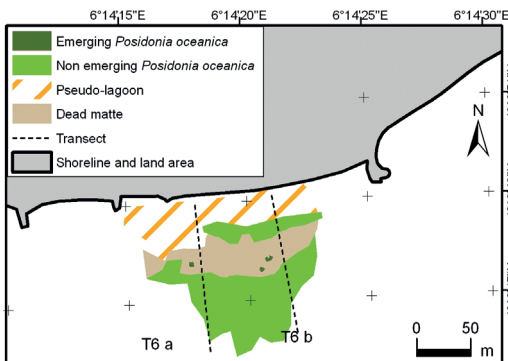 6°14'15" 6°14'20" 6°14'25" 6°14'30"
Emerging Posidonia oceanica
Non emerging Posidonia oceanica
Pseudo-lagoon
Dead matte
Transect
Shoreline and land area
N
T6 a
T6 b
0 50
m